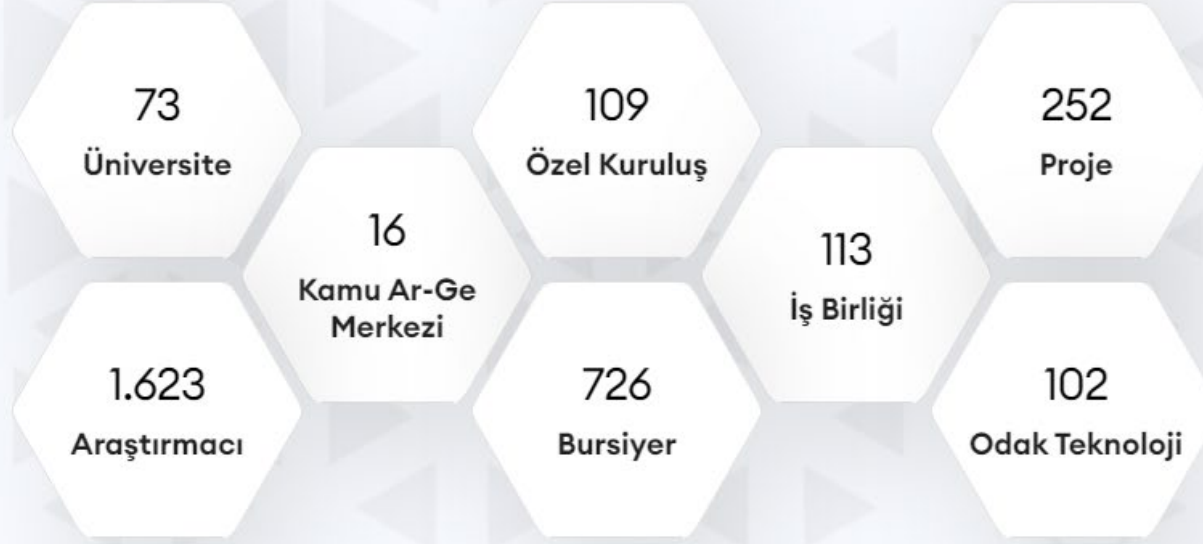 73
Üniversite
109
Özel Kuruluş
252
Proje
16
Kamu Ar-Ge
Merkezi
113
İş Birliği
1.623
Araştırmacı
726
Bursiyer
102
Odak Teknoloji